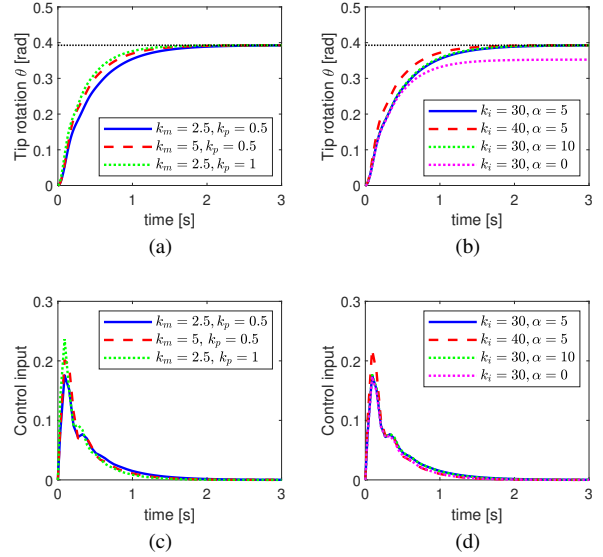 0.5
0.4
0.3
0.2
0.1
0
Tip rotation θ [rad]
k_m = 2.5, k_p = 0.5
k_m = 5, k_p = 0.5
k_m = 2.5, k_p = 1
0 1 2 3
time [s]
(a)
0.5
0.4
0.3
0.2
0.1
0
Tip rotation θ [rad]
k_i = 30, α = 5
k_i = 40, α = 5
k_i = 30, α = 10
k_i = 30, α = 0
0 1 2 3
time [s]
(b)
0.3
0.2
0.1
0
Control input
k_m = 2.5, k_p = 0.5
k_m = 5, k_p = 0.5
k_m = 2.5, k_p = 1
0 1 2 3
time [s]
(c)
0.3
0.2
0.1
0
Control input
k_i = 30, α = 5
k_i = 40, α = 5
k_i = 30, α = 10
k_i = 30, α = 0
0 1 2 3
time [s]
(d)